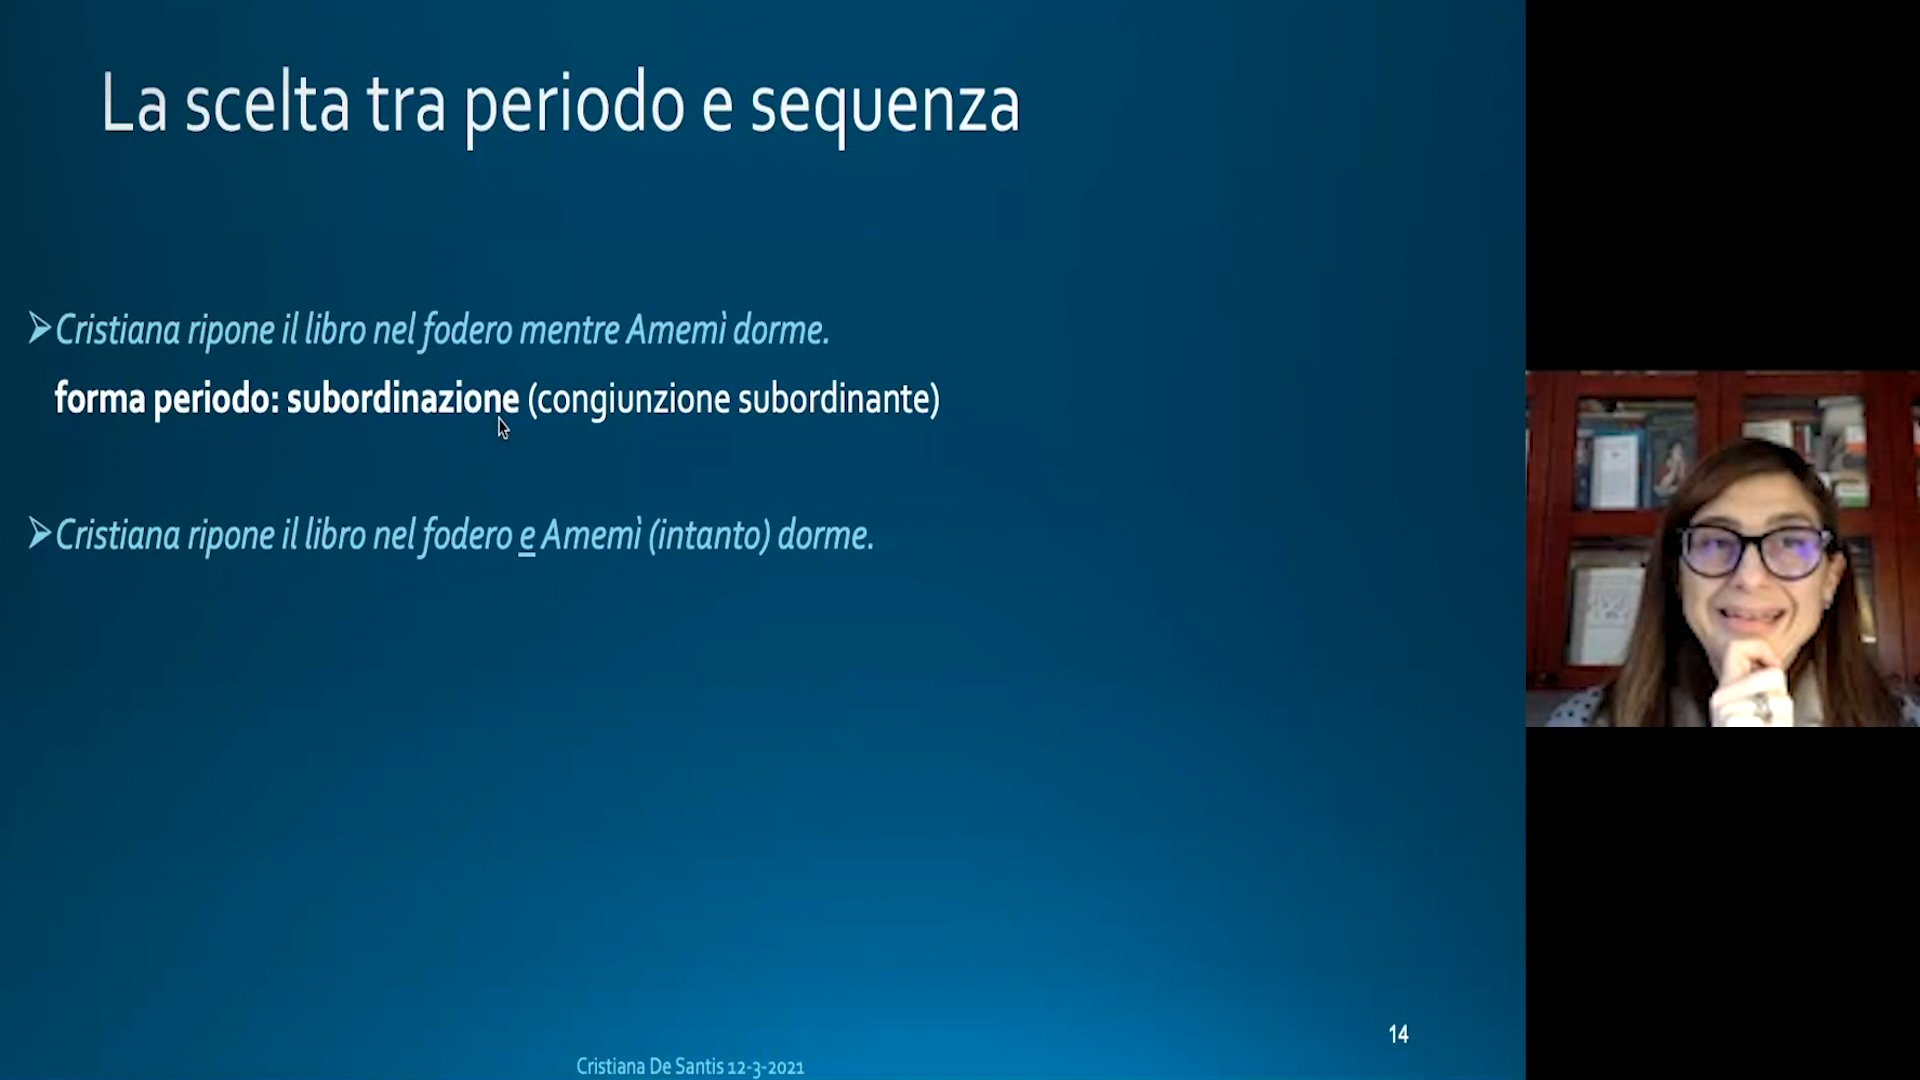 La scelta tra periodo e sequenza
Cristiana ripone il libro nel fodero mentre Amemì dorme.
forma periodo: subordinazione (congiunzione subordinante)
Cristiana ripone il libro nel fodero e Amemì (intanto) dorme.
14
Cristiana De Santis 12-3-2021